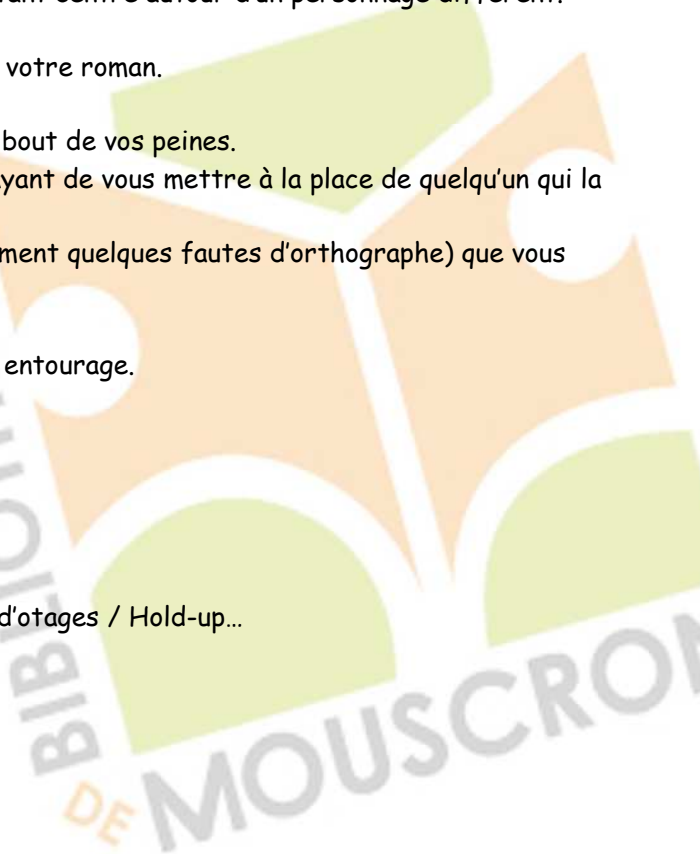 votre roman.
bout de vos peines.
yant de vous mettre à la place de quelqu'un qui la
ment quelques fautes d'orthographe) que vous
entourage.
d'otages / Hold-up…
BIBLIO
DE MOUSCRON